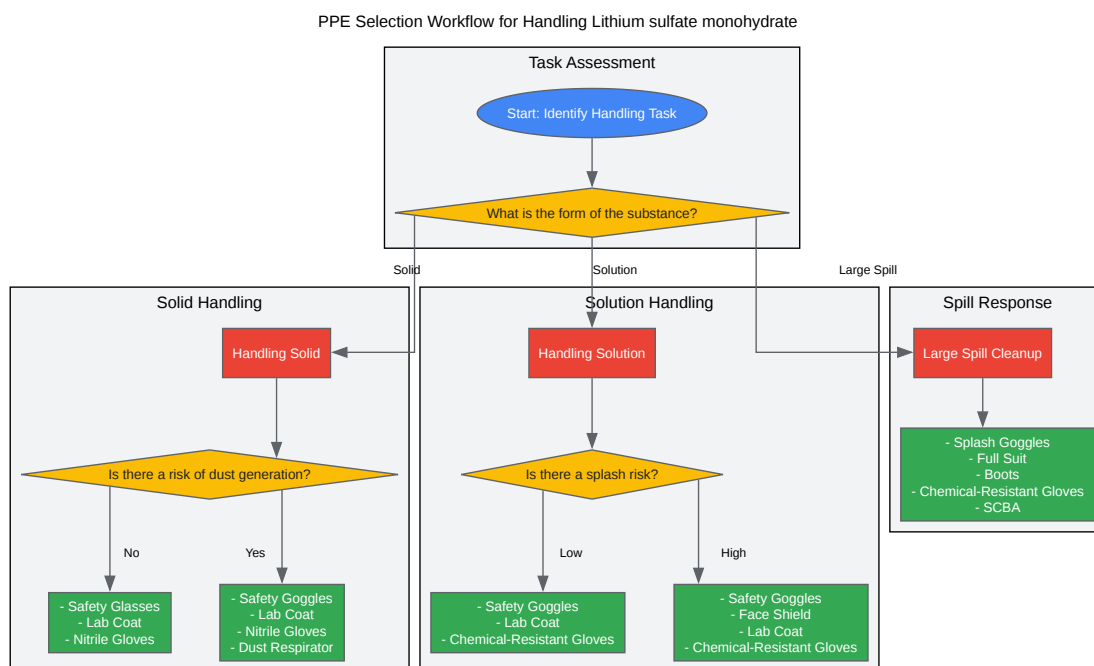 PPE Selection Workflow for Handling Lithium sulfate monohydrate
Task Assessment
Start: Identify Handling Task
What is the form of the substance?
Solid
Solution
Large Spill
Solid Handling
Handling Solid
Is there a risk of dust generation?
No
Yes
- Safety Glasses
- Lab Coat
- Nitrile Gloves
- Safety Goggles
- Lab Coat
- Nitrile Gloves
- Dust Respirator
Solution Handling
Handling Solution
Is there a splash risk?
Low
High
- Safety Goggles
- Lab Coat
- Chemical-Resistant Gloves
- Safety Goggles
- Face Shield
- Lab Coat
- Chemical-Resistant Gloves
Spill Response
Large Spill Cleanup
- Splash Goggles
- Full Suit
- Boots
- Chemical-Resistant Gloves
- SCBA